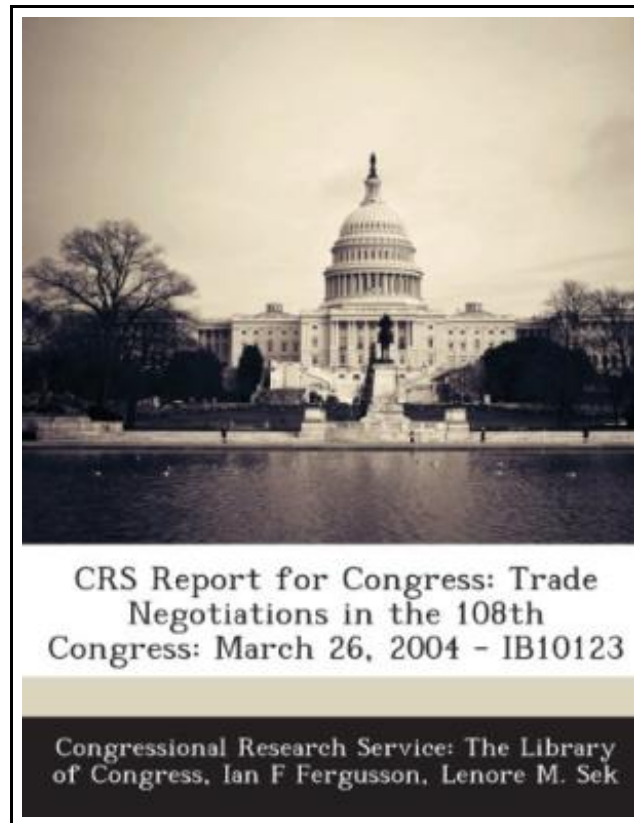 CRS Report for Congress: Trade
Negotiations in the 108th
Congress: March 26, 2004 - IB10123
Congressional Research Service: The Library
of Congress, Ian F Fergusson, Lenore M. Sek